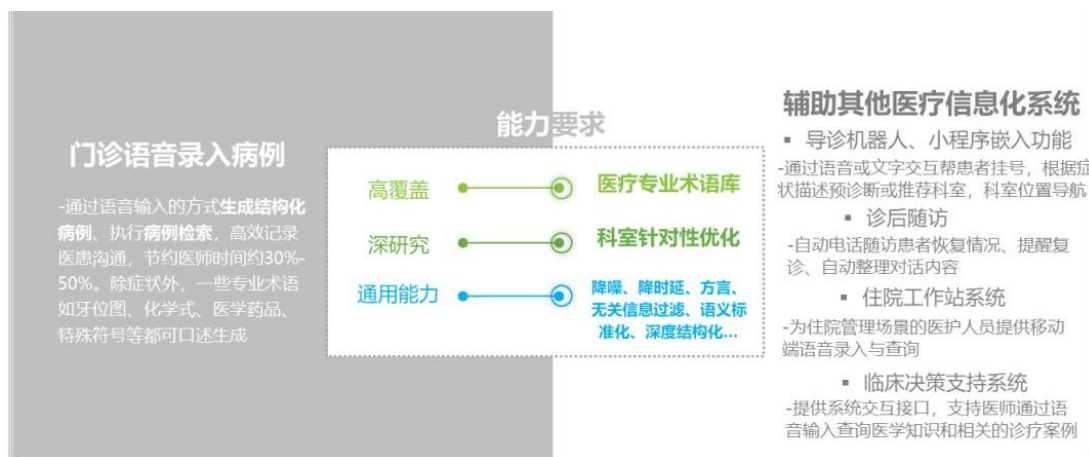 门诊语音录入病例
-通过语音输入的方式生成结构化
病例、执行病例检索，高效记录
医患沟通，节约医师时间约30%-
50%。除症状外，一些专业术语
如牙位图、化学式、医学药品、
特殊符号等都可口述生成
能力要求
高覆盖
医疗专业术语库
深研究
科室针对性优化
通用能力
降噪、降时延、方言、
无关信息过滤、语义标
准化、深度结构化...
辅助其他医疗信息化系统
▪ 导诊机器人、小程序嵌入功能
-通过语音或文字交互帮患者挂号，根据症
状描述预诊断或推荐科室，科室位置导航
▪ 诊后随访
-自动电话随访患者恢复情况、提醒复
诊、自动整理对话内容
▪ 住院工作站系统
-为住院管理场景的医护人员提供移动
端语音录入与查询
▪ 临床决策支持系统
-提供系统交互接口，支持医师通过语
音输入查询医学知识和相关的诊疗案例